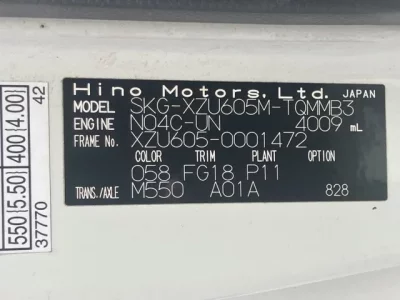 Hino Motors, Ltd. JAPAN
MODEL SKG-XZU605M-TQMMB3
ENGINE N04C-UN 4009 mL
FRAME No. XZU605-0001472
COLOR TRIM PLANT
058 FG18 P11
TRANS./AXLE M550 A01A 828
550 5.50 400 4.00
37770 42